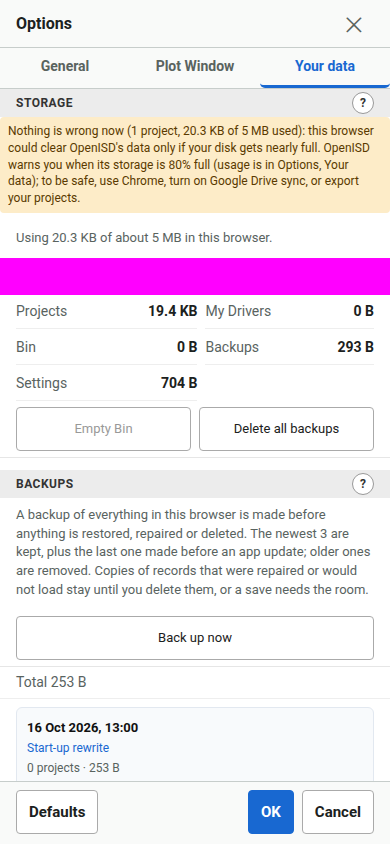 Options
General
Plot Window
Your data
STORAGE
?
Nothing is wrong now (1 project, 20.3 KB of 5 MB used): this browser
could clear OpenISD's data only if your disk gets nearly full. OpenISD
warns you when its storage is 80% full (usage is in Options, Your
data); to be safe, use Chrome, turn on Google Drive sync, or export
your projects.
Using 20.3 KB of about 5 MB in this browser.
Projects 19.4 KB My Drivers 0 B
Bin 0 B Backups 293 B
Settings 704 B
Empty Bin
Delete all backups
BACKUPS
?
A backup of everything in this browser is made before
anything is restored, repaired or deleted. The newest 3 are
kept, plus the last one made before an app update; older ones
are removed. Copies of records that were repaired or would
not load stay until you delete them, or a save needs the room.
Back up now
Total 253 B
16 Oct 2026, 13:00
Start-up rewrite
0 projects · 253 B
Defaults
OK
Cancel